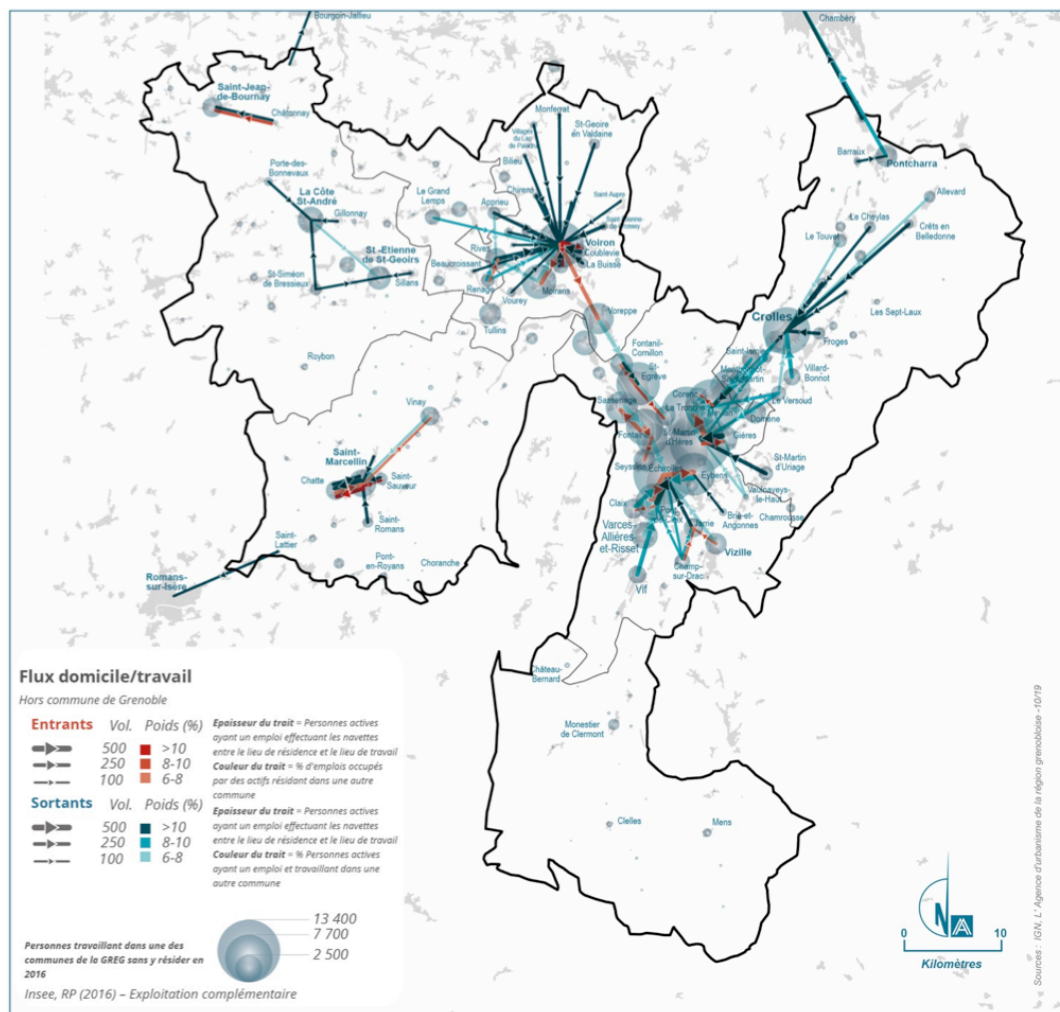 Bourgoin-Jallieu
Chambéry
Saint-Jean-
de-Bournay
Châtonnay
Monferrat
St-Geoire
en Valdaine
Villages
du Lac
de Paladru
Bilieu
Chirens
Barraux
Pontcharra
Porte-des-
Bonnevaux
La Côte
St-André
Gillonnay
Le Grand
Lemps
Apprieu
Saint Aupre
Allevard
Le Cheylas
Crêts en
Belledonne
Le Touvet
Voiron
Coublevie
La Buisse
Rives
St -Etienne
de St-Geoirs
Beaucroissant
St-Siméon
de Bressieux
Sillans
Renage
Vourey
Moirans
Tullins
Voreppe
Les Sept-Laux
Crolles
Froges
Roybon
Fontanil-
Cornillon
St-
Egrève
Villard-
Bonnot
Le Versoud
Domène
Vinay
Sassenage
Corenc
La Tronche
Fontaine
Gières
Saint-
Marcellin
Chatte
Saint-
Sauveur
Seyssins
Echirolles
Eybens
St-Martin
d'Uriage
Vaulnaveys-
le-Haut
Saint-
Romans
Claix
Varces-
Allières-
et-Risset
Brié-et-
Angonnes
Chamrousse
Vizille
Champ-
sur-Drac
Vif
Saint-
Lattier
Pont-
en-Royans
Choranche
Romans-
sur-Isère
Château-
Bernard
Monestier
de Clermont
Clelles
Mens
Flux domicile/travail
Hors commune de Grenoble
Entrants Vol. Poids (%)
500 >10
250 8-10
100 6-8
Epaisseur du trait = Personnes actives
ayant un emploi effectuant les navettes
entre le lieu de résidence et le lieu de travail
Couleur du trait = % d'emplois occupés
par des actifs résidant dans une autre
commune
Sortants Vol. Poids (%)
500 >10
250 8-10
100 6-8
Epaisseur du trait = Personnes actives
ayant un emploi effectuant les navettes
entre le lieu de résidence et le lieu de travail
Couleur du trait = % Personnes actives
ayant un emploi et travaillant dans une
autre commune
13 400
7 700
2 500
Personnes travaillant dans une des
communes de la GREG sans y résider en
2016
Insee, RP (2016) – Exploitation complémentaire
N
0 10
Kilomètres
Sources : IGN, L' Agence d'urbanisme de la région grenobloise -10/19